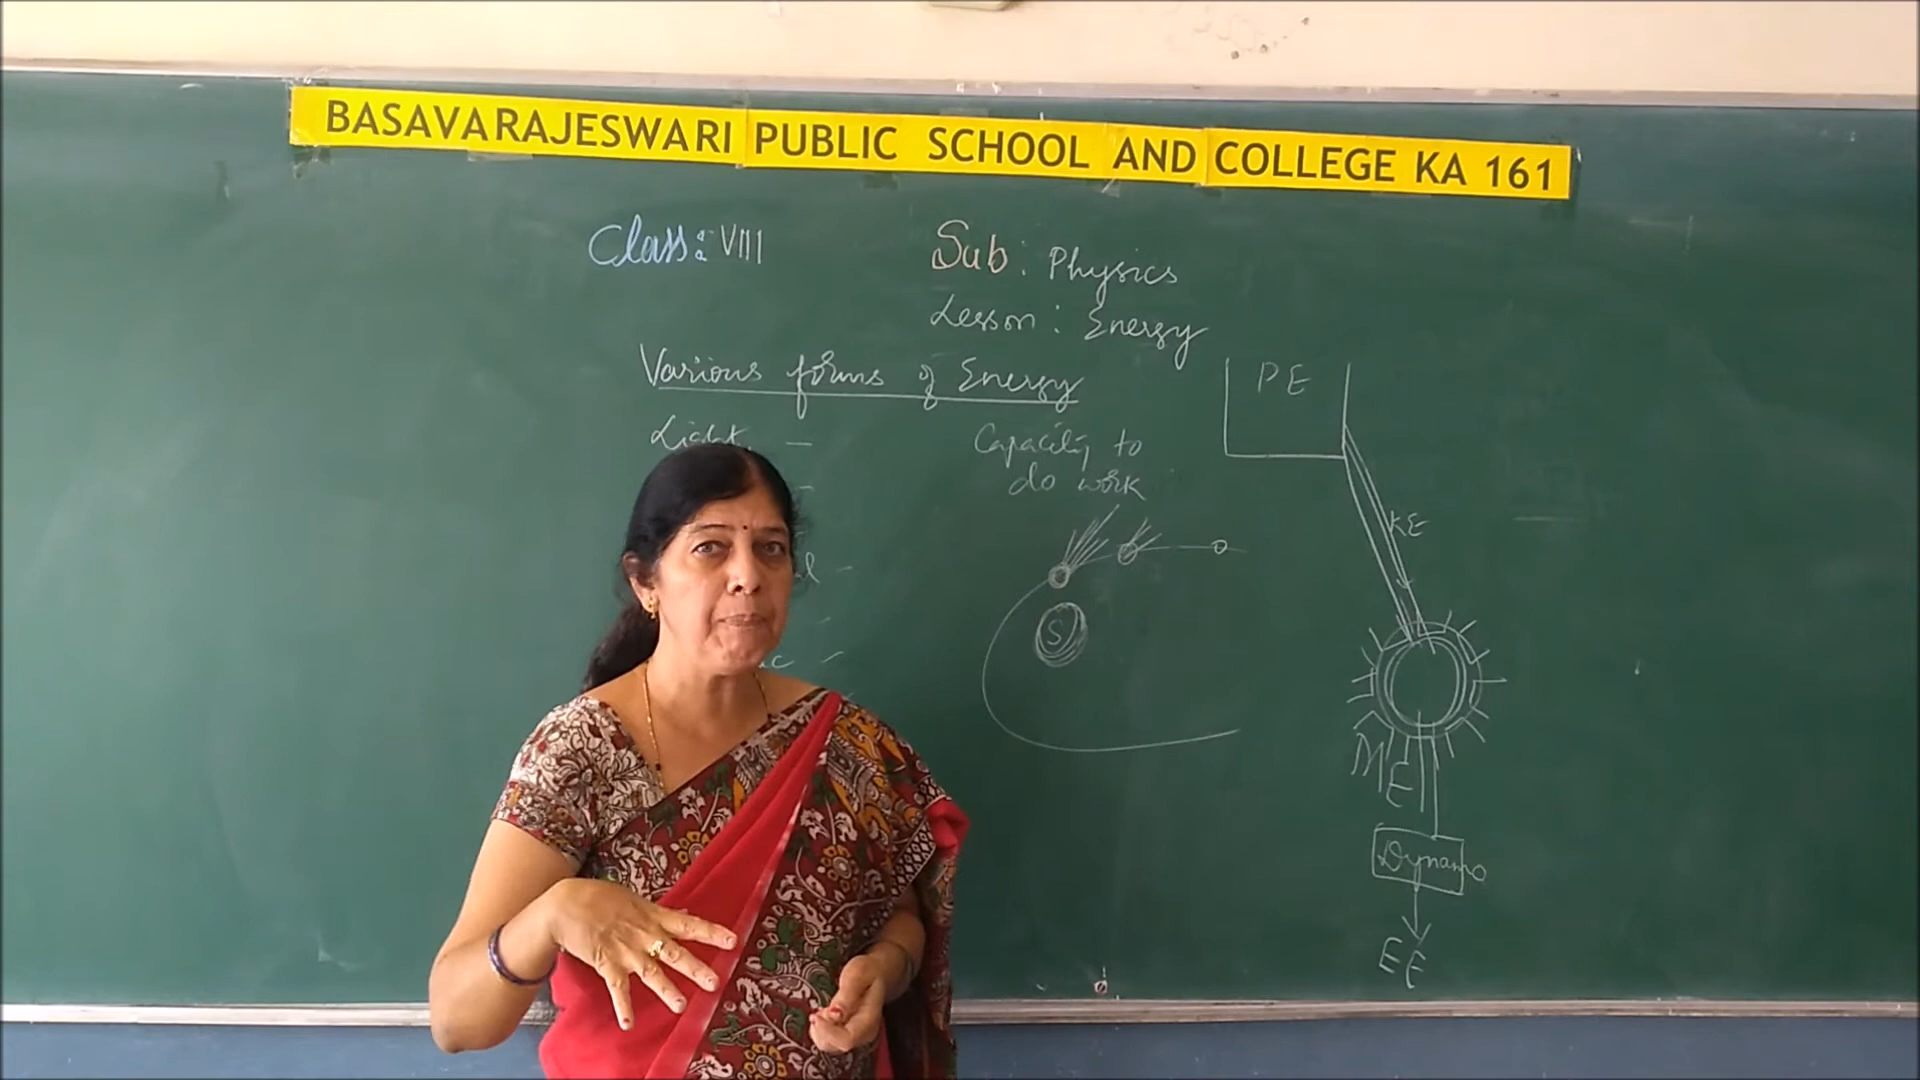 BASAVARAJESWARI PUBLIC SCHOOL AND COLLEGE KA 161
Class: VIII
Sub: Physics
Lesson: Energy
Various forms of Energy
Light -
Capacity to
do work
S
PE
KE
ME
Dynamo
EE